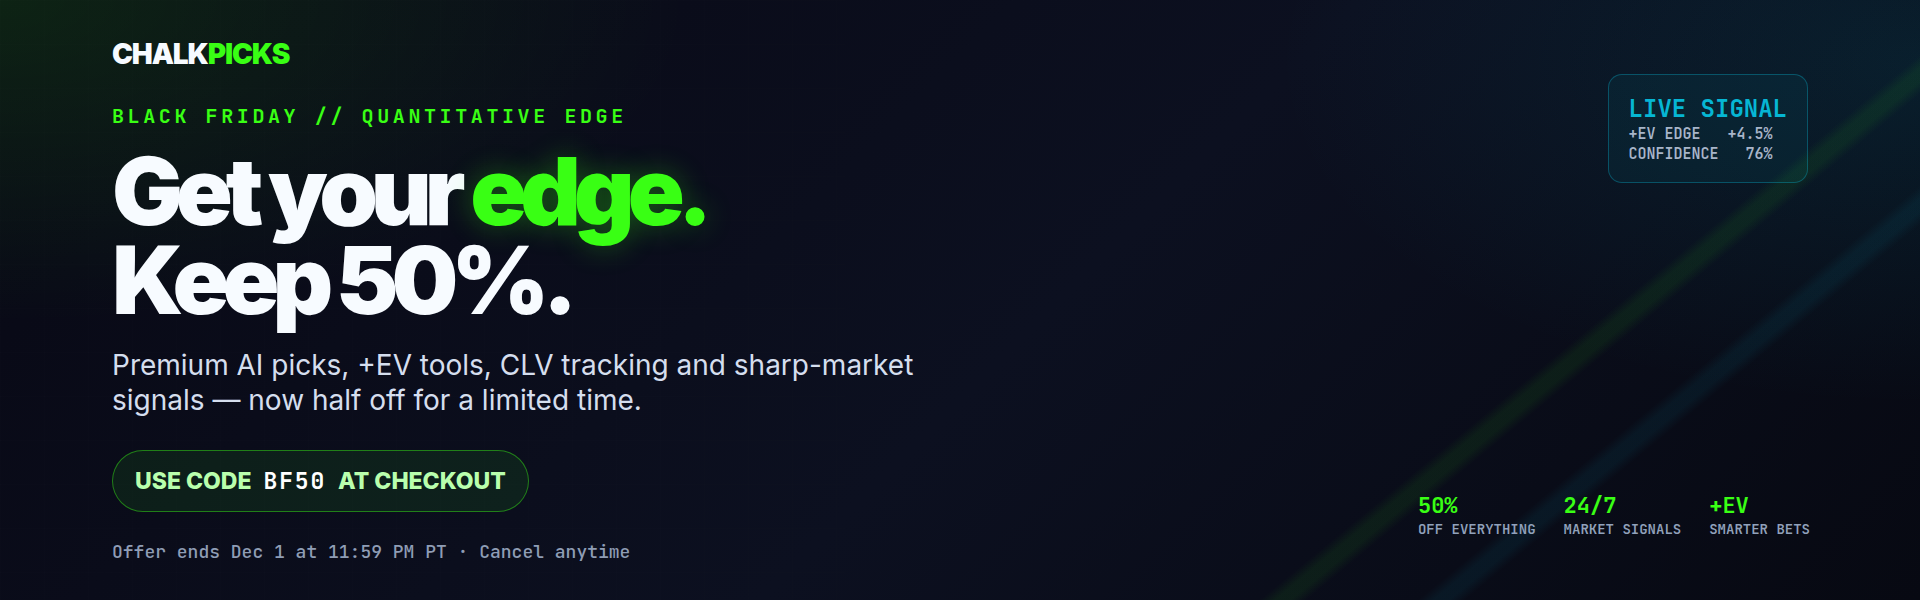 CHALKPICKS
BLACK FRIDAY // QUANTITATIVE EDGE
Get your edge.
Keep 50%.
Premium AI picks, +EV tools, CLV tracking and sharp-market
signals — now half off for a limited time.
USE CODE BF50 AT CHECKOUT
Offer ends Dec 1 at 11:59 PM PT · Cancel anytime
LIVE SIGNAL
+EV EDGE +4.5%
CONFIDENCE 76%
50% 24/7 +EV
OFF EVERYTHING MARKET SIGNALS SMARTER BETS